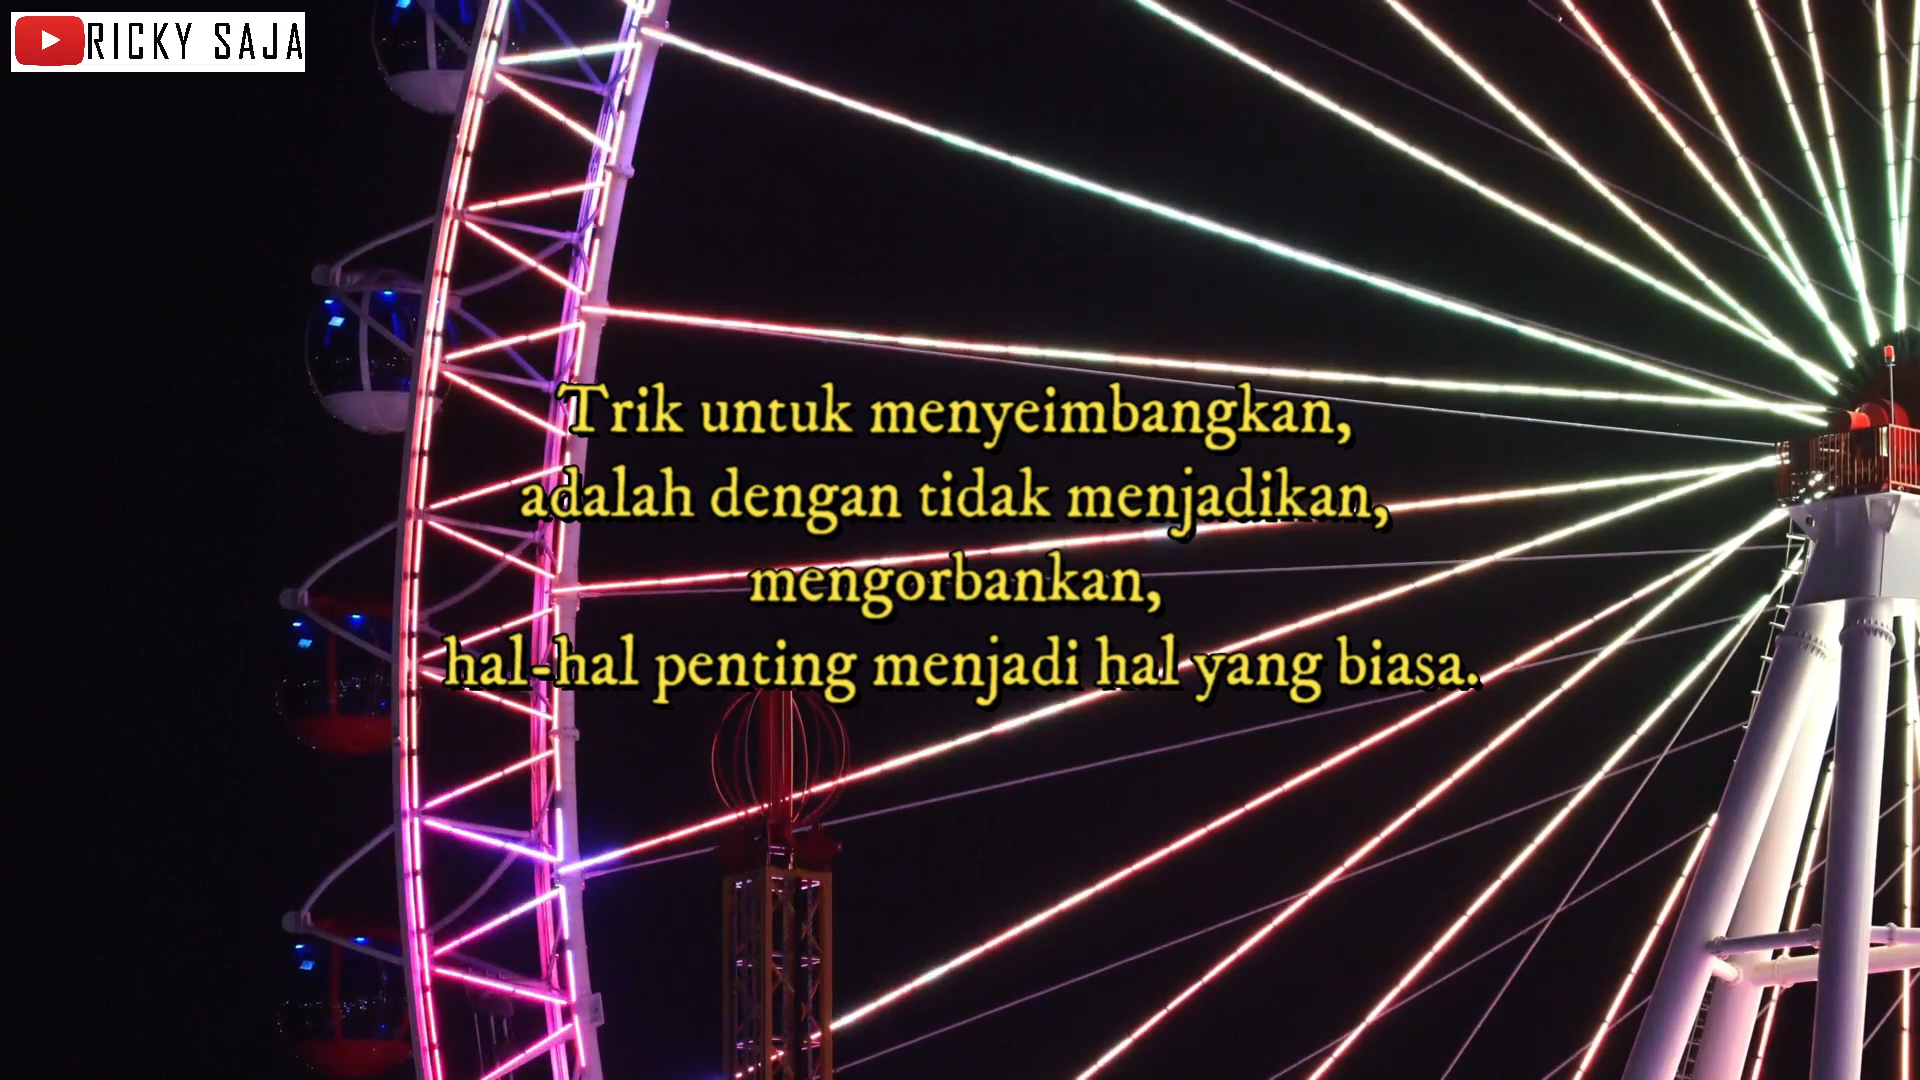 RICKY SAJA
Trik untuk menyeimbangkan,
adalah dengan tidak menjadikan,
mengorbankan,
hal-hal penting menjadi hal yang biasa.